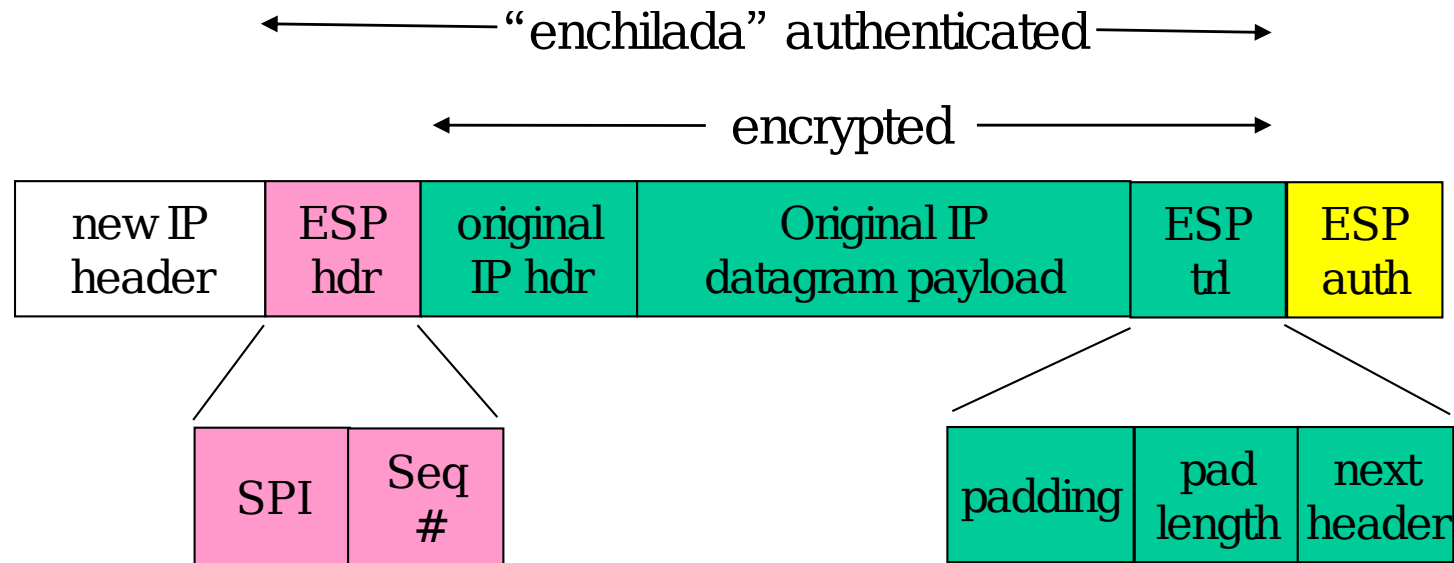 “enchilada” authenticated
encrypted
new IP
header
ESP
hdr
original
IP hdr
Original IP
datagram payload
ESP
trl
ESP
auth
SPI
Seq
#
padding
pad
length
next
header